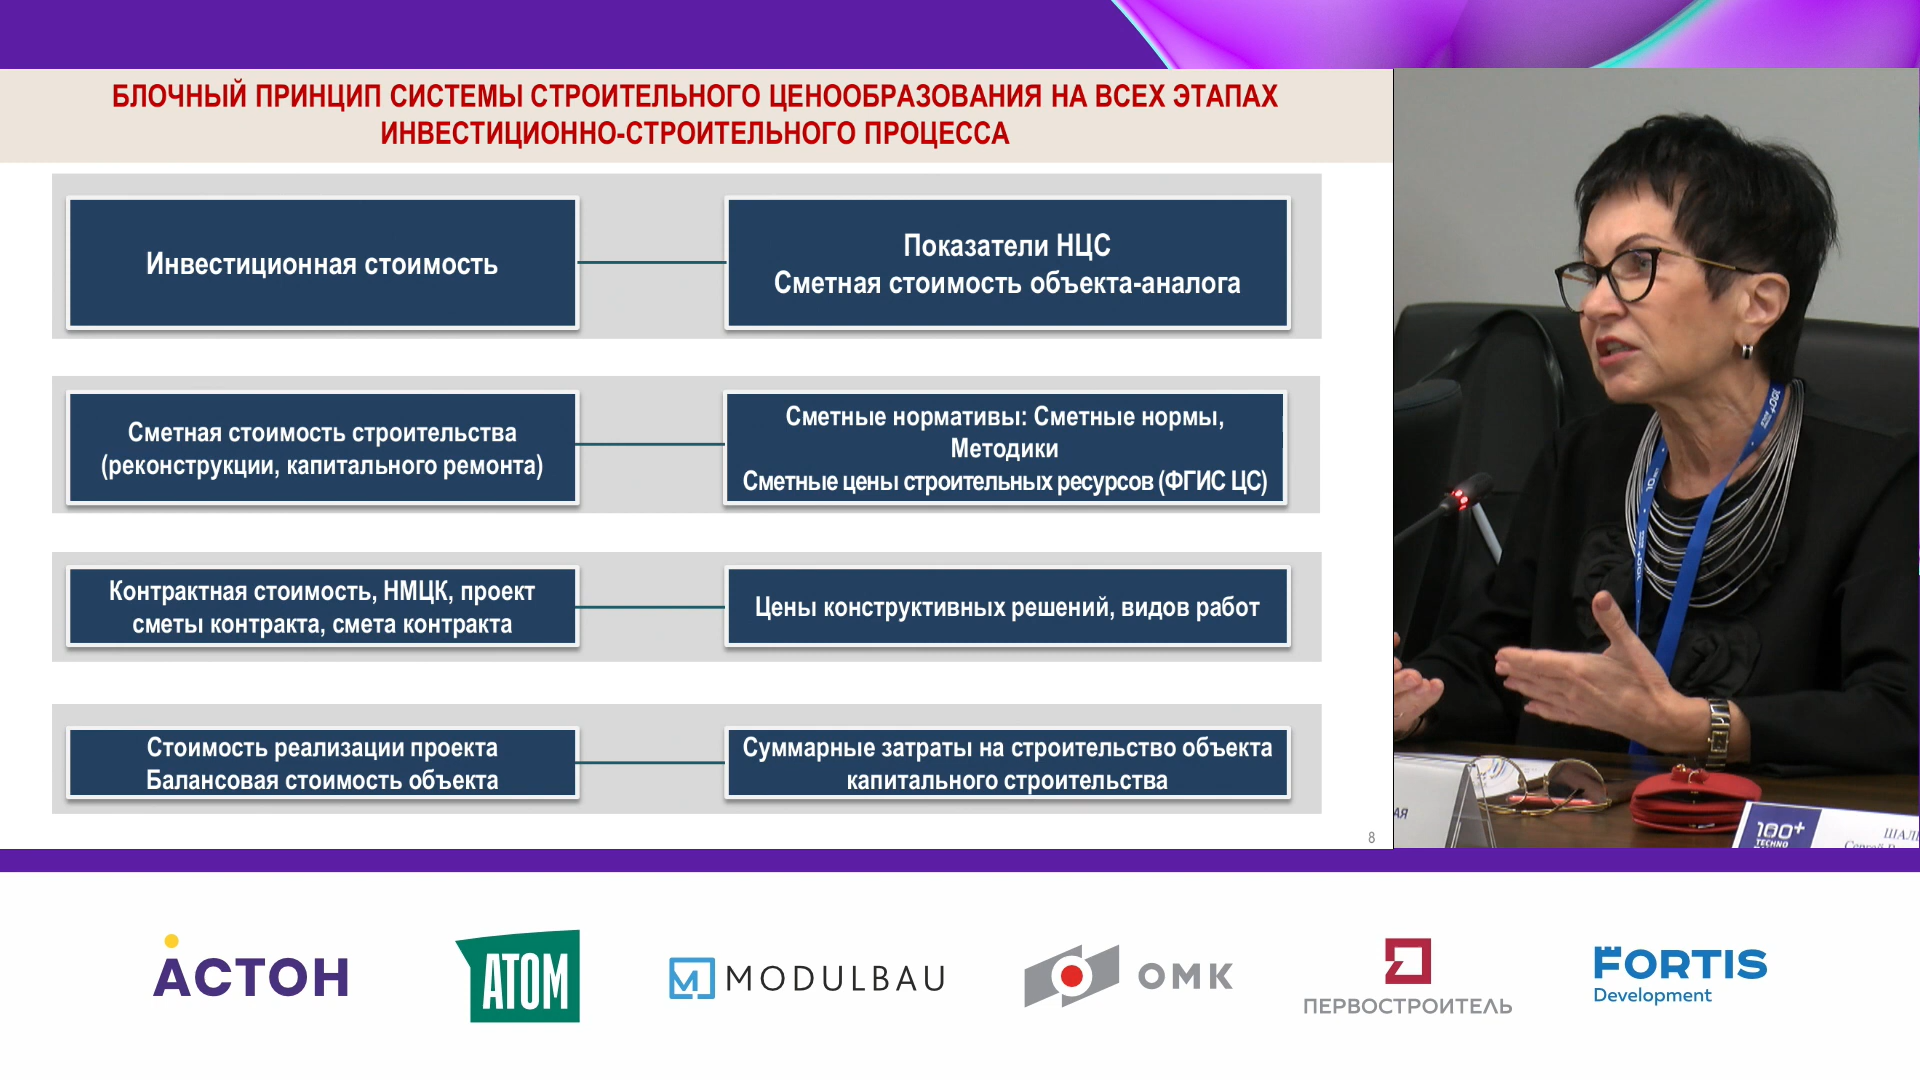 БЛОЧНЫЙ ПРИНЦИП СИСТЕМЫ СТРОИТЕЛЬНОГО ЦЕНООБРАЗОВАНИЯ НА ВСЕХ ЭТАПАХ
ИНВЕСТИЦИОННО-СТРОИТЕЛЬНОГО ПРОЦЕССА
Инвестиционная стоимость
Показатели НЦС
Сметная стоимость объекта-аналога
Сметная стоимость строительства
(реконструкции, капитального ремонта)
Сметные нормативы: Сметные нормы,
Методики
Сметные цены строительных ресурсов (ФГИС ЦС)
Контрактная стоимость, НМЦК, проект
сметы контракта, смета контракта
Цены конструктивных решений, видов работ
Стоимость реализации проекта
Балансовая стоимость объекта
Суммарные затраты на строительство объекта
капитального строительства
8
100+
100+
TECHNO
АСТОН
АТОМ
MODULBAU
ОМК
ПЕРВОСТРОИТЕЛЬ
FORTIS
Development